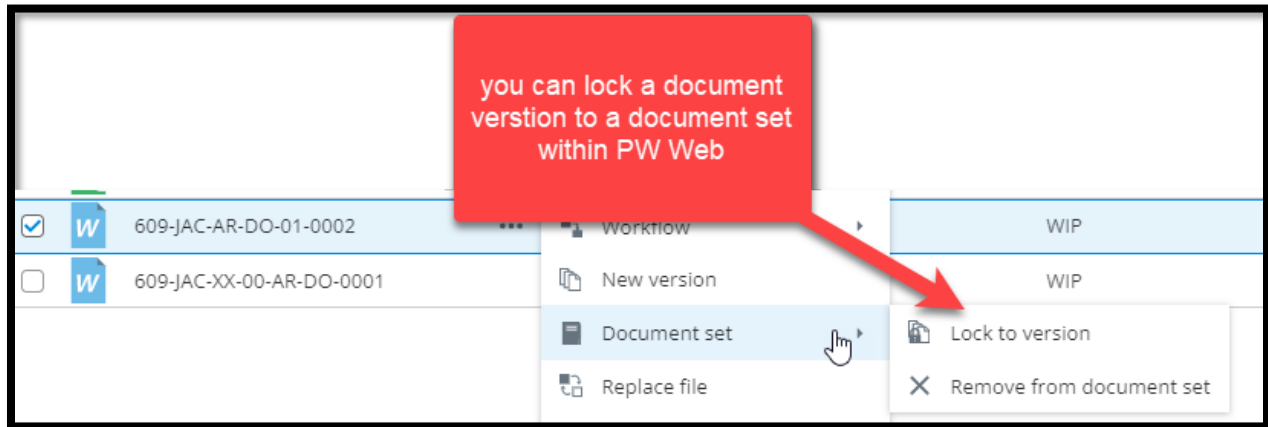 you can lock a document
verstion to a document set
within PW Web
W 609-JAC-AR-DO-01-0002 ••• Workflow WIP
W 609-JAC-XX-00-AR-DO-0001 New version WIP
Document set Lock to version
Replace file Remove from document set